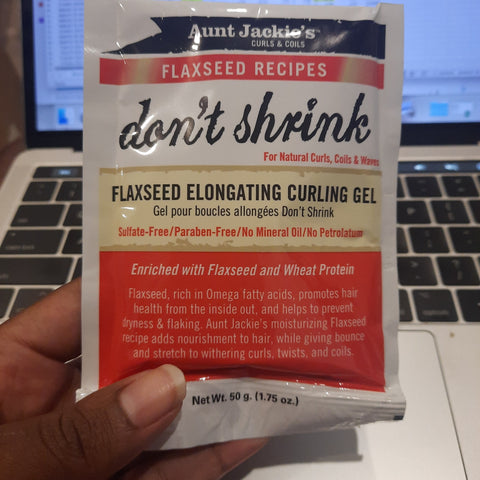 Aunt Jackie's™
CURLS & COILS
FLAXSEED RECIPES
don't shrink
For Natural Curls, Coils & Waves
FLAXSEED ELONGATING CURLING GEL
Gel pour boucles allongées Don't Shrink
Sulfate-Free/Paraben-Free/No Mineral Oil/No Petrolatum
Enriched with Flaxseed and Wheat Protein
Flaxseed, rich in Omega fatty acids, promotes hair
health from the inside out, and helps to prevent
dryness & flaking. Aunt Jackie's moisturizing Flaxseed
recipe adds nourishment to hair, while giving bounce
and stretch to withering curls, twists, and coils.
Net Wt. 50 g. (1.75 oz.)